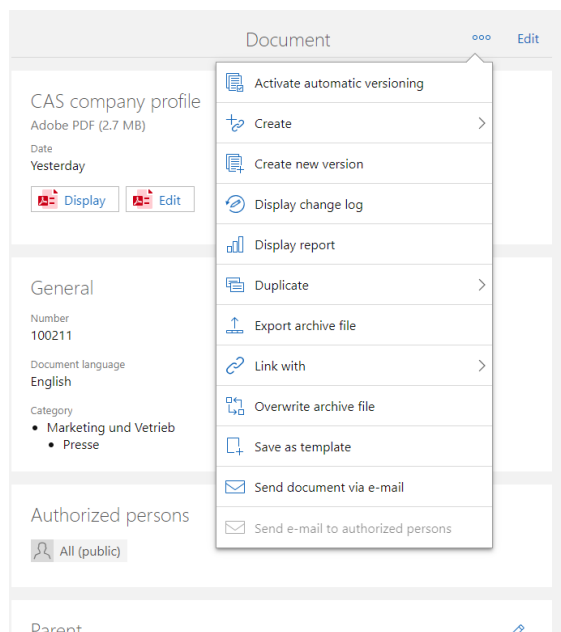 Document
Edit
CAS company profile
Adobe PDF (2.7 MB)
Date
Yesterday
Display
Edit
General
Number
100211
Document language
English
Category
Marketing und Vetrieb
Presse
Authorized persons
All (public)
Parent
Activate automatic versioning
Create
Create new version
Display change log
Display report
Duplicate
Export archive file
Link with
Overwrite archive file
Save as template
Send document via e-mail
Send e-mail to authorized persons